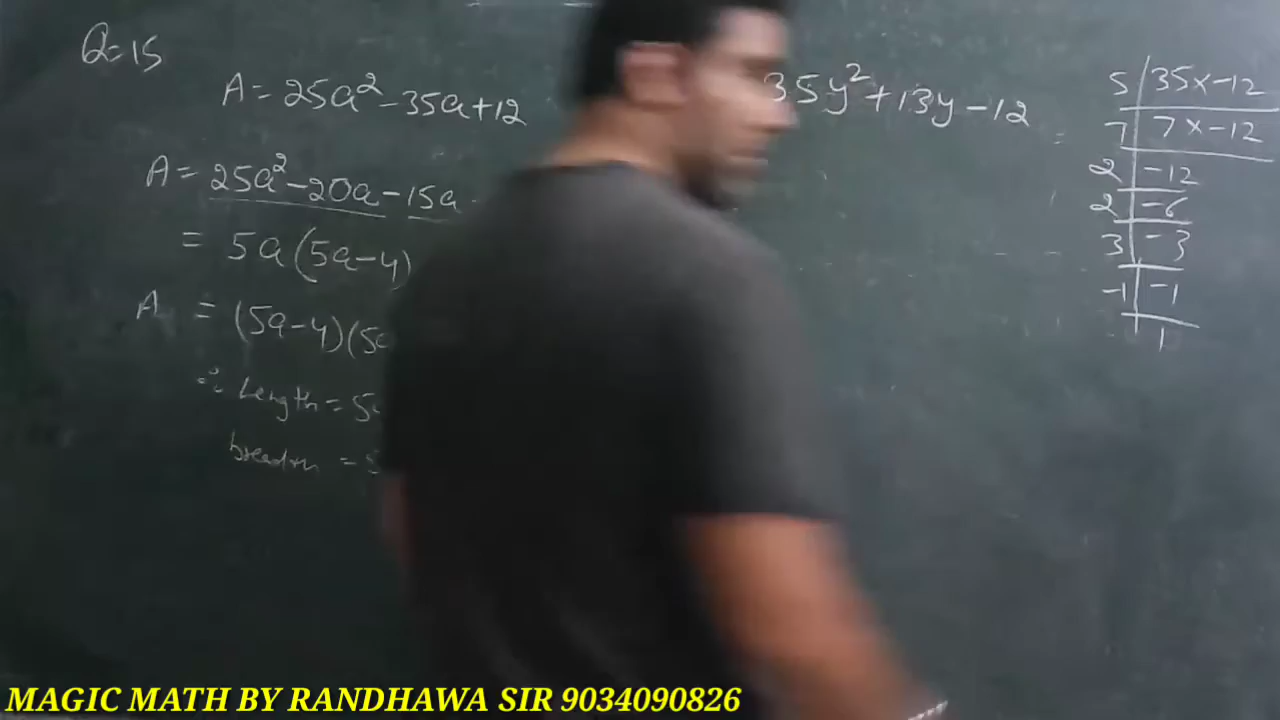 Q=15
A= 25a²-35a+12
A= 25a²-20a-15a
= 5a(5a-4)
A = (5a-4)(5a
∴ Length = 5
breadth =
35y²+13y-12
5 | 35x-12
7 | 7x-12
2 | -12
2 | -6
3 | -3
-1 | -1
1
MAGIC MATH BY RANDHAWA SIR 9034090826